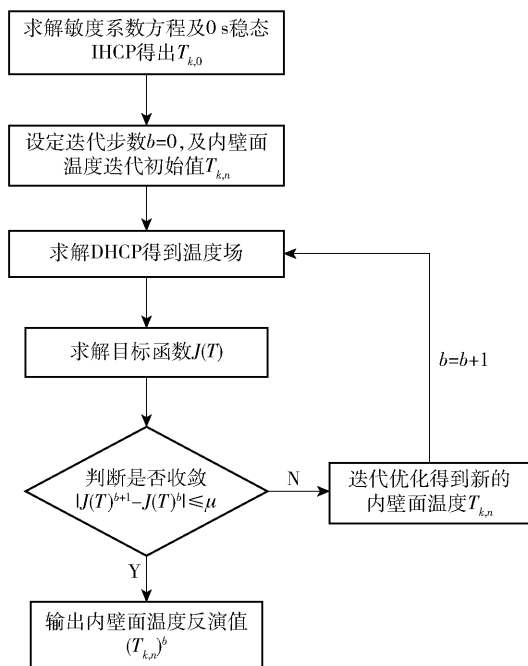 求解敏度系数方程及0 s稳态
IHCP得出T_{k,0}
设定迭代步数b=0,及内壁面
温度迭代初始值T_{k,n}
求解DHCP得到温度场
求解目标函数J(T)
b=b+1
判断是否收敛
|J(T)^{b+1}-J(T)^{b}|≤μ
N
迭代优化得到新的
内壁面温度T_{k,n}
Y
输出内壁面温度反演值
(T_{k,n})^{b}